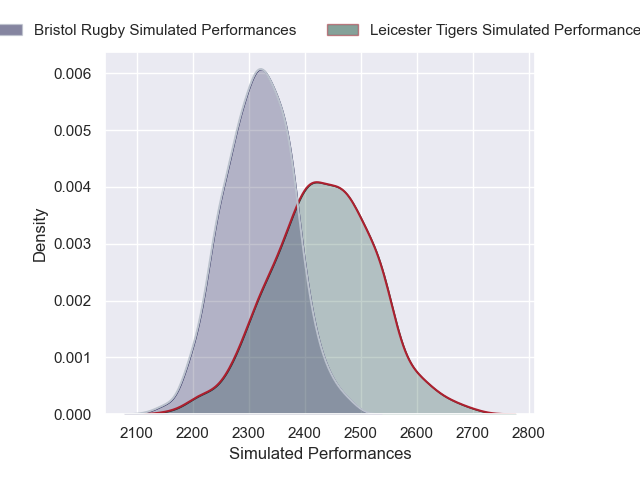 Bristol Rugby Simulated Performances Leicester Tigers Simulated Performance
0.006
0.005
0.004
0.003
0.002
0.001
0.000
Density
2100 2200 2300 2400 2500 2600 2700 2800
Simulated Performances